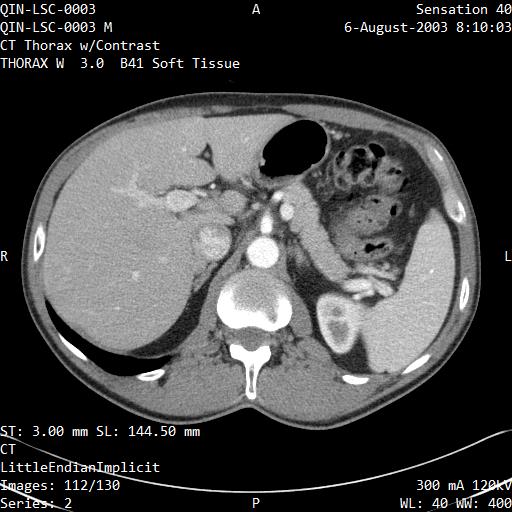 QIN-LSC-0003
A
Sensation 40
QIN-LSC-0003 M
6-August-2003 8:10:03
CT Thorax w/Contrast
THORAX W  3.0  B41 Soft Tissue
R
L
ST: 3.00 mm SL: 144.50 mm
CT
LittleEndianImplicit
Images: 112/130
300 mA 120kV
Series: 2
P
WL: 40 WW: 400